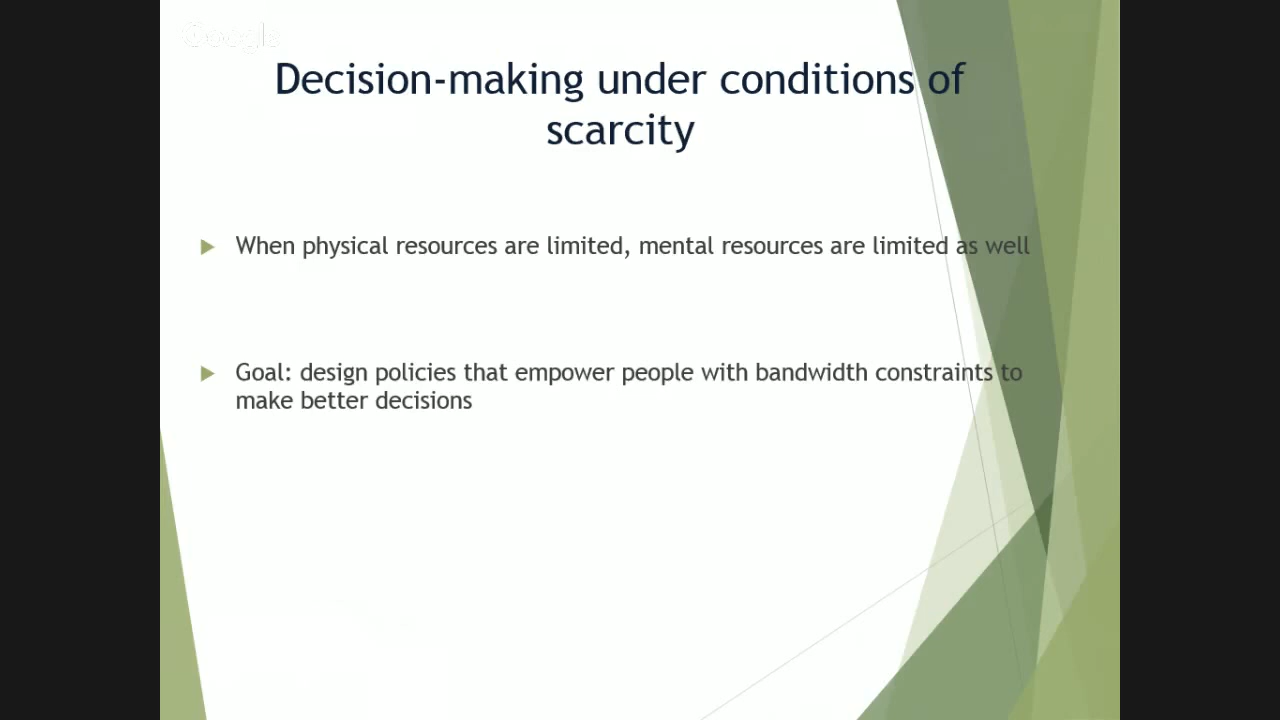 Google
Decision-making under conditions of
scarcity
When physical resources are limited, mental resources are limited as well
Goal: design policies that empower people with bandwidth constraints to
make better decisions